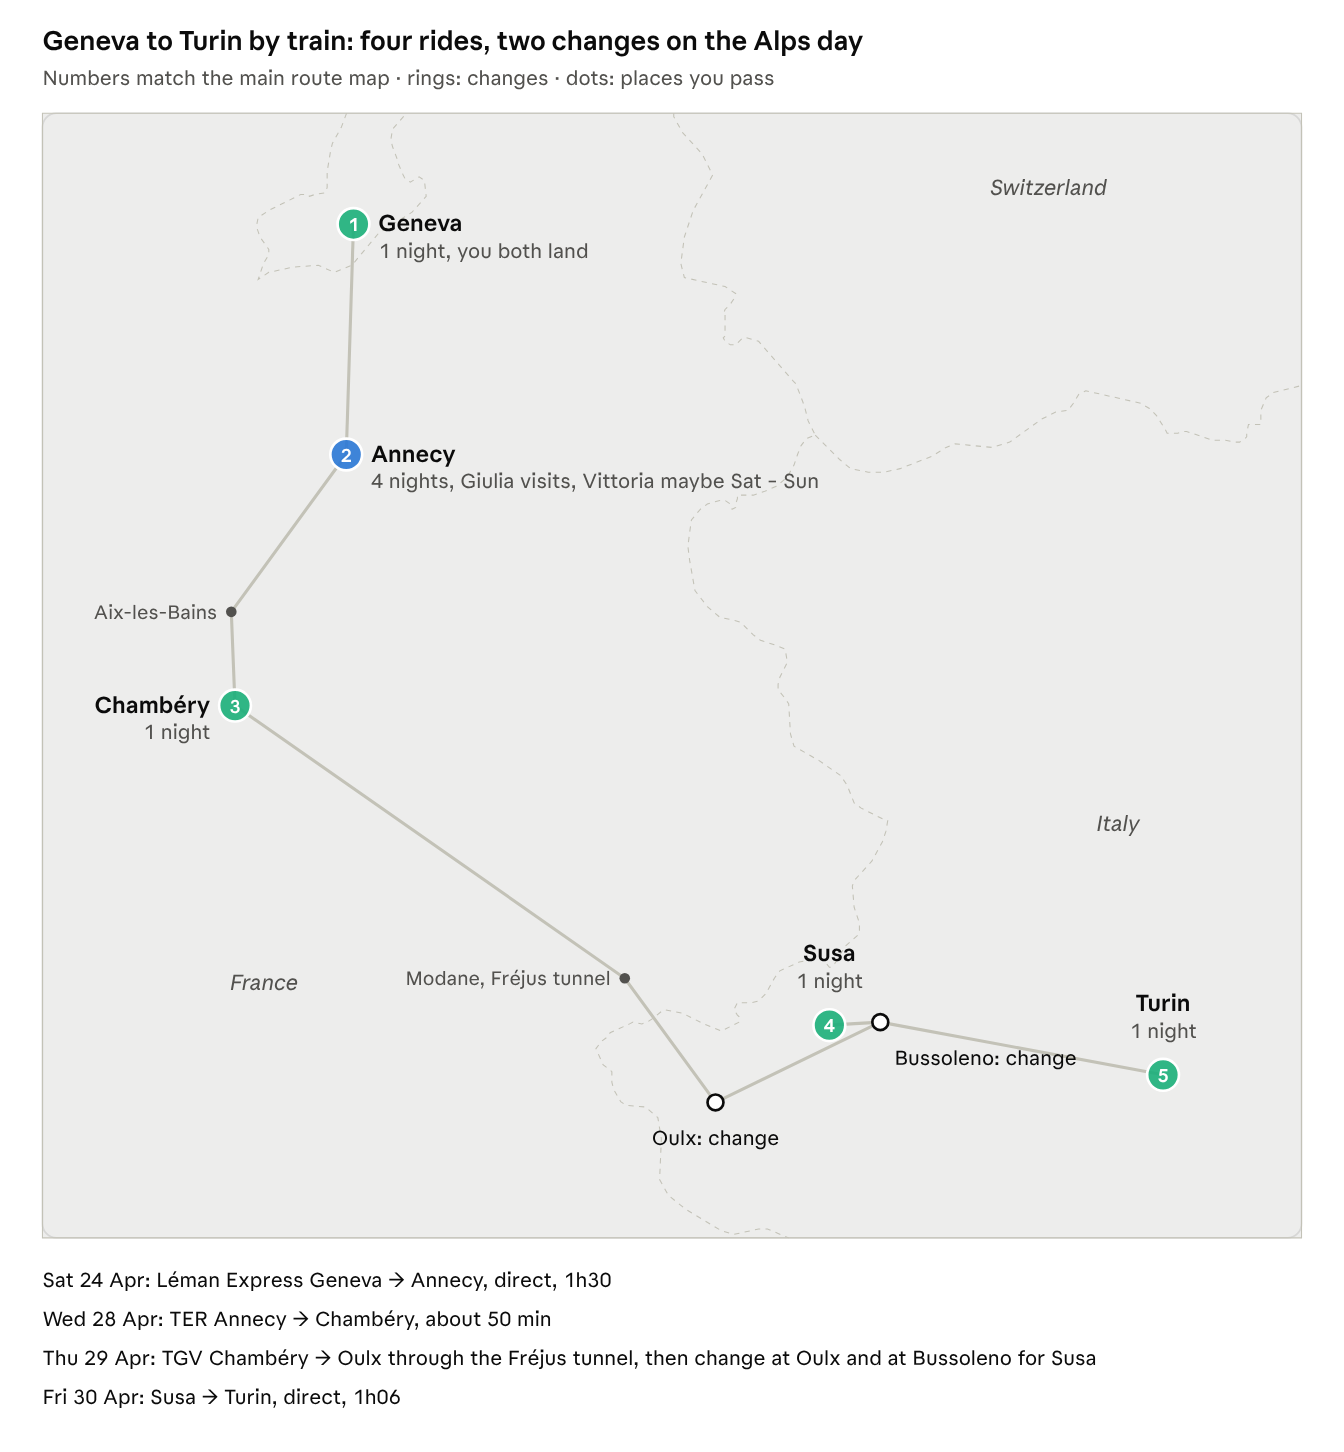 Geneva to Turin by train: four rides, two changes on the Alps day
Numbers match the main route map · rings: changes · dots: places you pass
Switzerland
1
Geneva
1 night, you both land
2
Annecy
4 nights, Giulia visits, Vittoria maybe Sat – Sun
Aix-les-Bains
Chambéry
3
1 night
Italy
Susa
1 night
France
Modane, Fréjus tunnel
Turin
1 night
4
Bussoleno: change
5
Oulx: change
Sat 24 Apr: Léman Express Geneva → Annecy, direct, 1h30
Wed 28 Apr: TER Annecy → Chambéry, about 50 min
Thu 29 Apr: TGV Chambéry → Oulx through the Fréjus tunnel, then change at Oulx and at Bussoleno for Susa
Fri 30 Apr: Susa → Turin, direct, 1h06